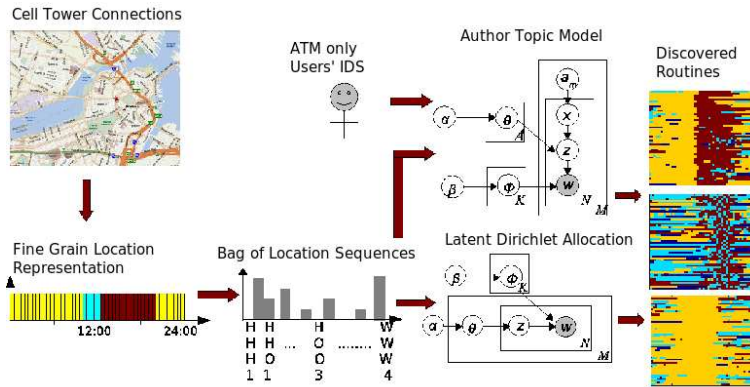 Cell Tower Connections
ATM only
Users' IDS
Author Topic Model
Discovered
Routines
a
m
x
α
θ
A
z
β
Φ
K
w
N
M
Fine Grain Location
Representation
12:00
24:00
Bag of Location Sequences
H H H W
H H O W
H O ... O ........ W
1 1 3 4
Latent Dirichlet Allocation
β
Φ
K
α
θ
z
w
N
M